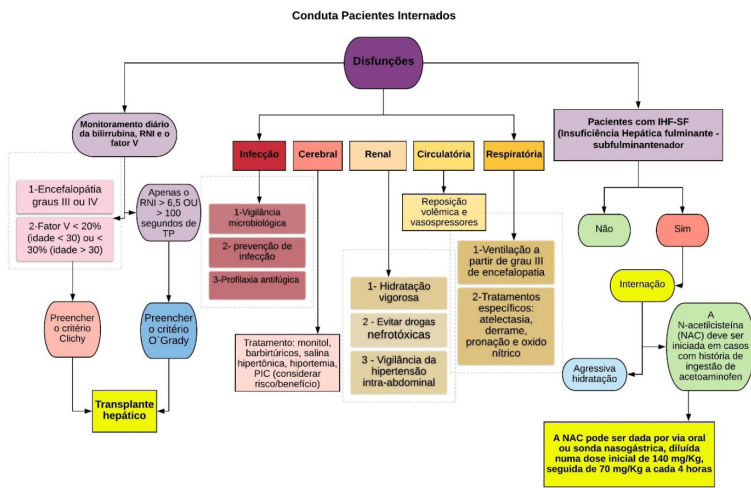 Conduta Pacientes Internados
Disfunções
Monitoramento diário
da bilirrubina, RNI e o
fator V
1-Encefalopátia
graus III ou IV
2-Fator V < 20%
(idade < 30) ou <
30% (idade > 30)
Apenas o
RNI > 6,5 OU >
> 100
segundos de
TP
Preencher
o critério
Clichy
Preencher
o critério
O`Grady
Transplante
hepático
Infecção
Cerebral
Renal
Circulatória
Respiratória
1-Vigilância
microbiológica
2- prevenção de
infecção
3-Profilaxia antifúgica
Tratamento: monitol,
barbirtúricos, salina
hipertônica, hiportemia,
PIC (considerar
risco/benefício)
1- Hidratação
vigorosa
2 - Evitar drogas
nefrotóxicas
3 - Vigilância da
hipertensão
intra-abdominal
Reposição
volêmica e
vasospressores
1-Ventilação a
partir de grau III
de encefalopatia
2-Tratamentos
específicos:
atelectasia,
derrame,
pronação e oxido
nítrico
Pacientes com IHF-SF
(Insuficiência Hepática fulminante -
subfulminantenador
Não
Sim
Internação
Agressiva
hidratação
A
N-acetilcisteína
(NAC) deve ser
iniciada em casos
com história de
ingestão de
acetoaminofen
A NAC pode ser dada por via oral
ou sonda nasogástrica, diluída
numa dose inicial de 140 mg/Kg,
seguida de 70 mg/Kg a cada 4 horas